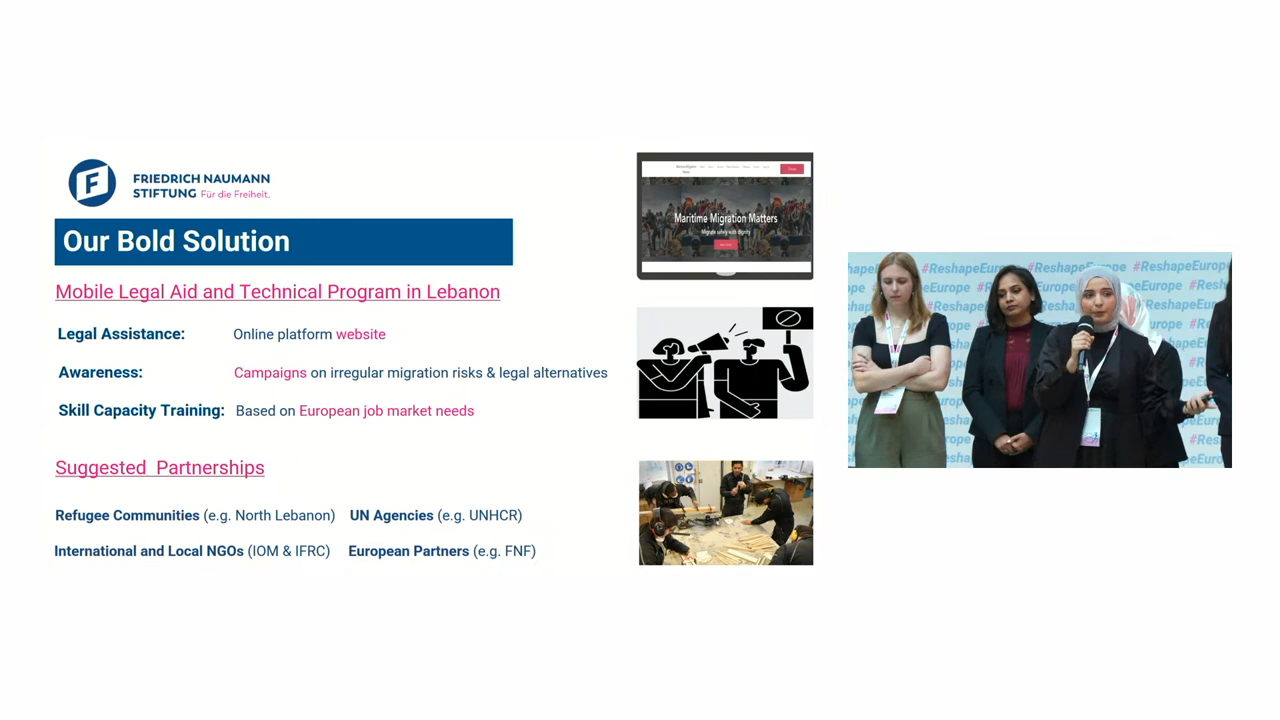 FRIEDRICH NAUMANN
STIFTUNG Für die Freiheit.
Our Bold Solution
Mobile Legal Aid and Technical Program in Lebanon
Legal Assistance: Online platform website
Awareness: Campaigns on irregular migration risks & legal alternatives
Skill Capacity Training: Based on European job market needs
Suggested Partnerships
Refugee Communities (e.g. North Lebanon) UN Agencies (e.g. UNHCR)
International and Local NGOs (IOM & IFRC) European Partners (e.g. FNF)
Maritime Migration Matters
Migrate safely with dignity
hapeEurope #ReshapeEurope #ReshapeEurope #ReshapeEurope